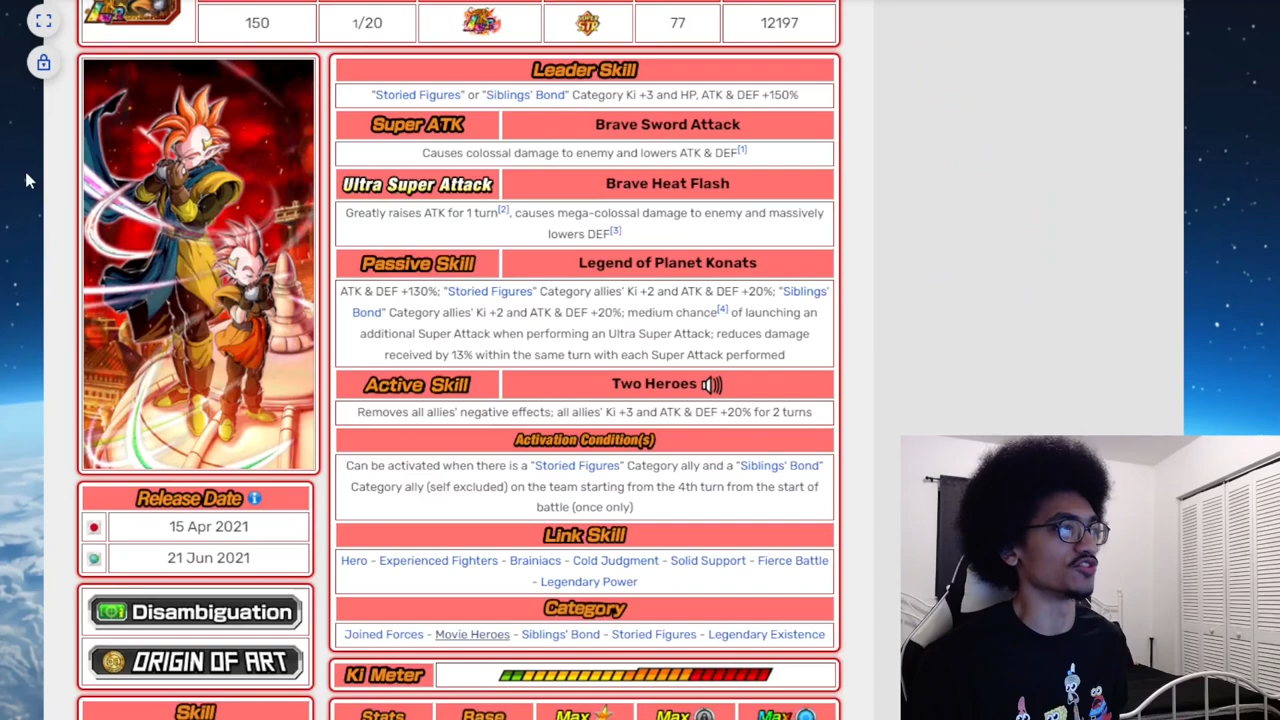 150
1/20
LR
SUPER STR
77
12197
LR
Leader Skill
"Storied Figures" or "Siblings' Bond" Category Ki +3 and HP, ATK & DEF +150%
Super ATK
Brave Sword Attack
Causes colossal damage to enemy and lowers ATK & DEF[1]
Ultra Super Attack
Brave Heat Flash
Greatly raises ATK for 1 turn[2], causes mega-colossal damage to enemy and massively
lowers DEF[3]
Passive Skill
Legend of Planet Konats
ATK & DEF +130%; "Storied Figures" Category allies' Ki +2 and ATK & DEF +20%; "Siblings'
Bond" Category allies' Ki +2 and ATK & DEF +20%; medium chance[4] of launching an
additional Super Attack when performing an Ultra Super Attack; reduces damage
received by 13% within the same turn with each Super Attack performed
Active Skill
Two Heroes
Removes all allies' negative effects; all allies' Ki +3 and ATK & DEF +20% for 2 turns
Activation Condition(s)
Can be activated when there is a "Storied Figures" Category ally and a "Siblings' Bond"
Category ally (self excluded) on the team starting from the 4th turn from the start of
battle (once only)
Link Skill
Hero - Experienced Fighters - Brainiacs - Cold Judgment - Solid Support - Fierce Battle
- Legendary Power
Category
Joined Forces - Movie Heroes - Siblings' Bond - Storied Figures - Legendary Existence
Ki Meter
Stats
Base
Max
Max
Max
Release Date
15 Apr 2021
21 Jun 2021
Disambiguation
ORIGIN OF ART
Skill